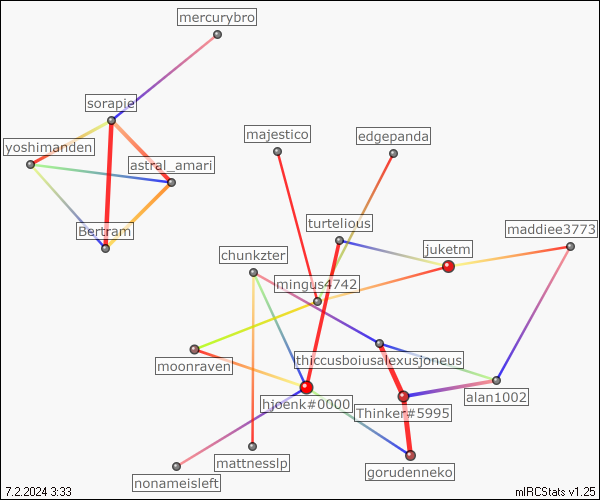 mercurybro
sorapie
majestico
edgepanda
yoshimanden
astral_amari
turtelious
maddiee3773
Bertram
juketm
chunkzter
mingus4742
moonraven
thiccusboiusalexusjoneus
alan1002
hjoenk#0000
Thinker#5995
mattnesslp
gorudenneko
nonameisleft
7.2.2024 3:33
mIRCStats v1.25